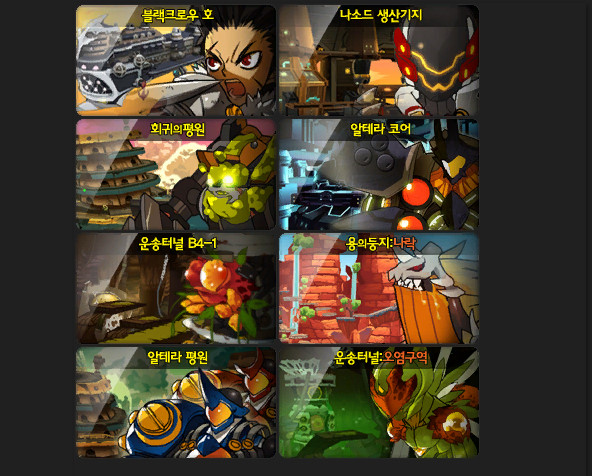 블랙크로우 호
나소드 생산기지
회귀의평원
알테라 코어
운송터널 B4-1
용의둥지:나락
알테라 평원
운송터널:오염구역